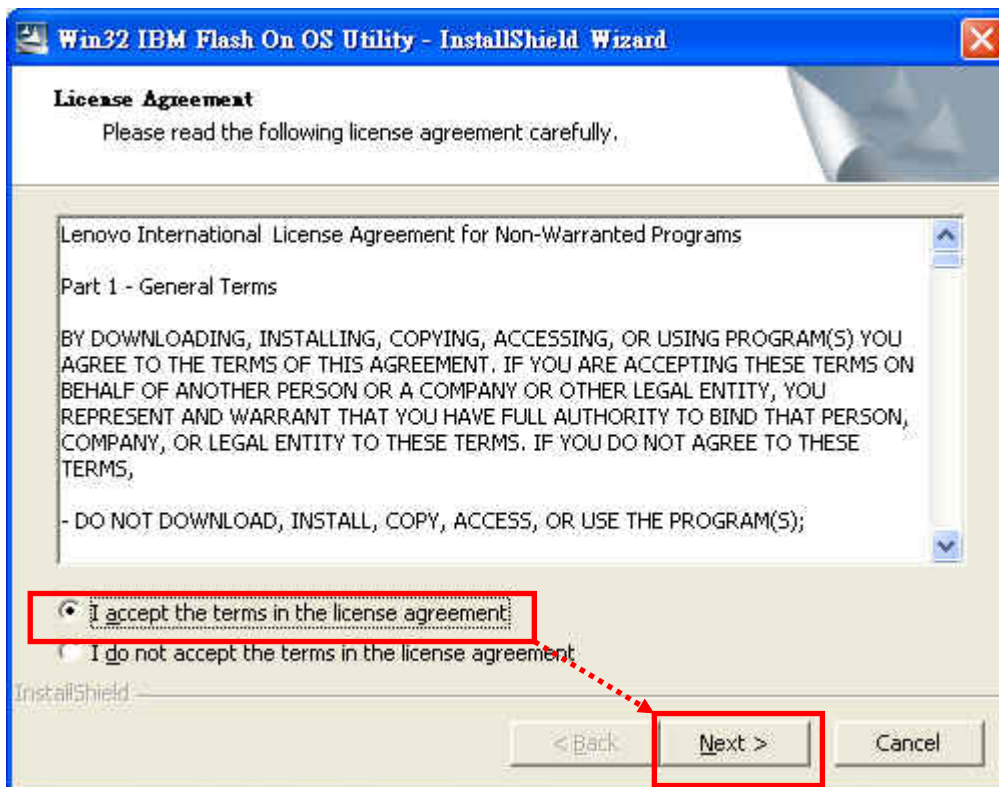 Win32 IBM Flash On OS Utility - InstallShield Wizard
License Agreement
Please read the following license agreement carefully.
Lenovo International License Agreement for Non-Warranted Programs
Part 1 - General Terms
BY DOWNLOADING, INSTALLING, COPYING, ACCESSING, OR USING PROGRAM(S) YOU
AGREE TO THE TERMS OF THIS AGREEMENT. IF YOU ARE ACCEPTING THESE TERMS ON
BEHALF OF ANOTHER PERSON OR A COMPANY OR OTHER LEGAL ENTITY, YOU
REPRESENT AND WARRANT THAT YOU HAVE FULL AUTHORITY TO BIND THAT PERSON,
COMPANY, OR LEGAL ENTITY TO THESE TERMS. IF YOU DO NOT AGREE TO THESE
TERMS,
- DO NOT DOWNLOAD, INSTALL, COPY, ACCESS, OR USE THE PROGRAM(S);
I accept the terms in the license agreement
I do not accept the terms in the license agreement
InstallShield
< Back
Next >
Cancel